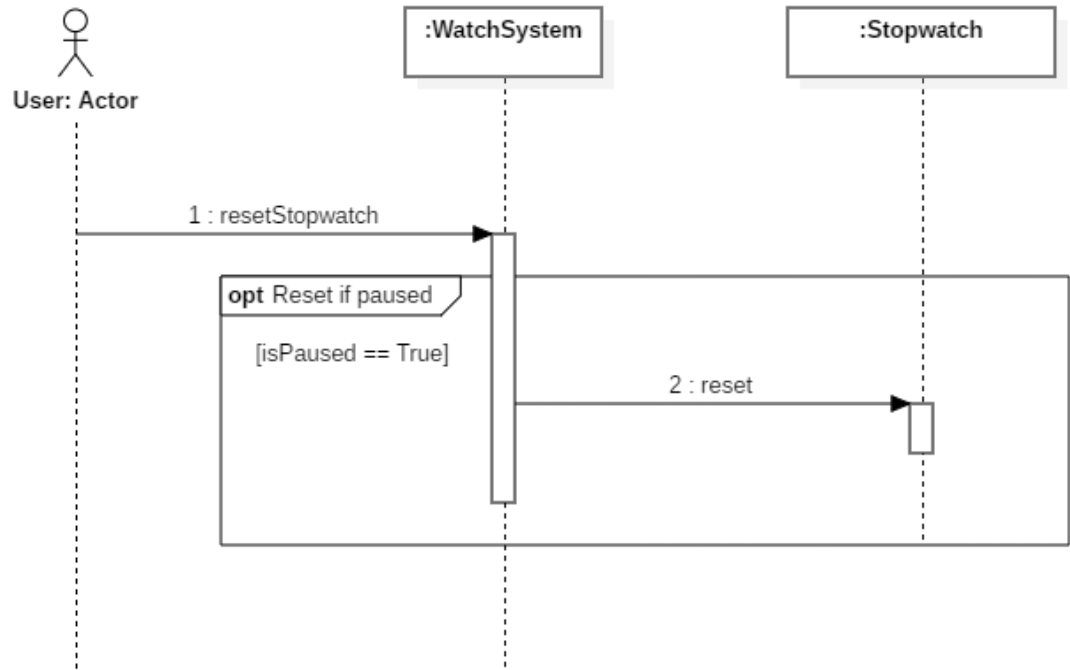 :WatchSystem
:Stopwatch
User: Actor
1 : resetStopwatch
opt Reset if paused
[isPaused == True]
2 : reset